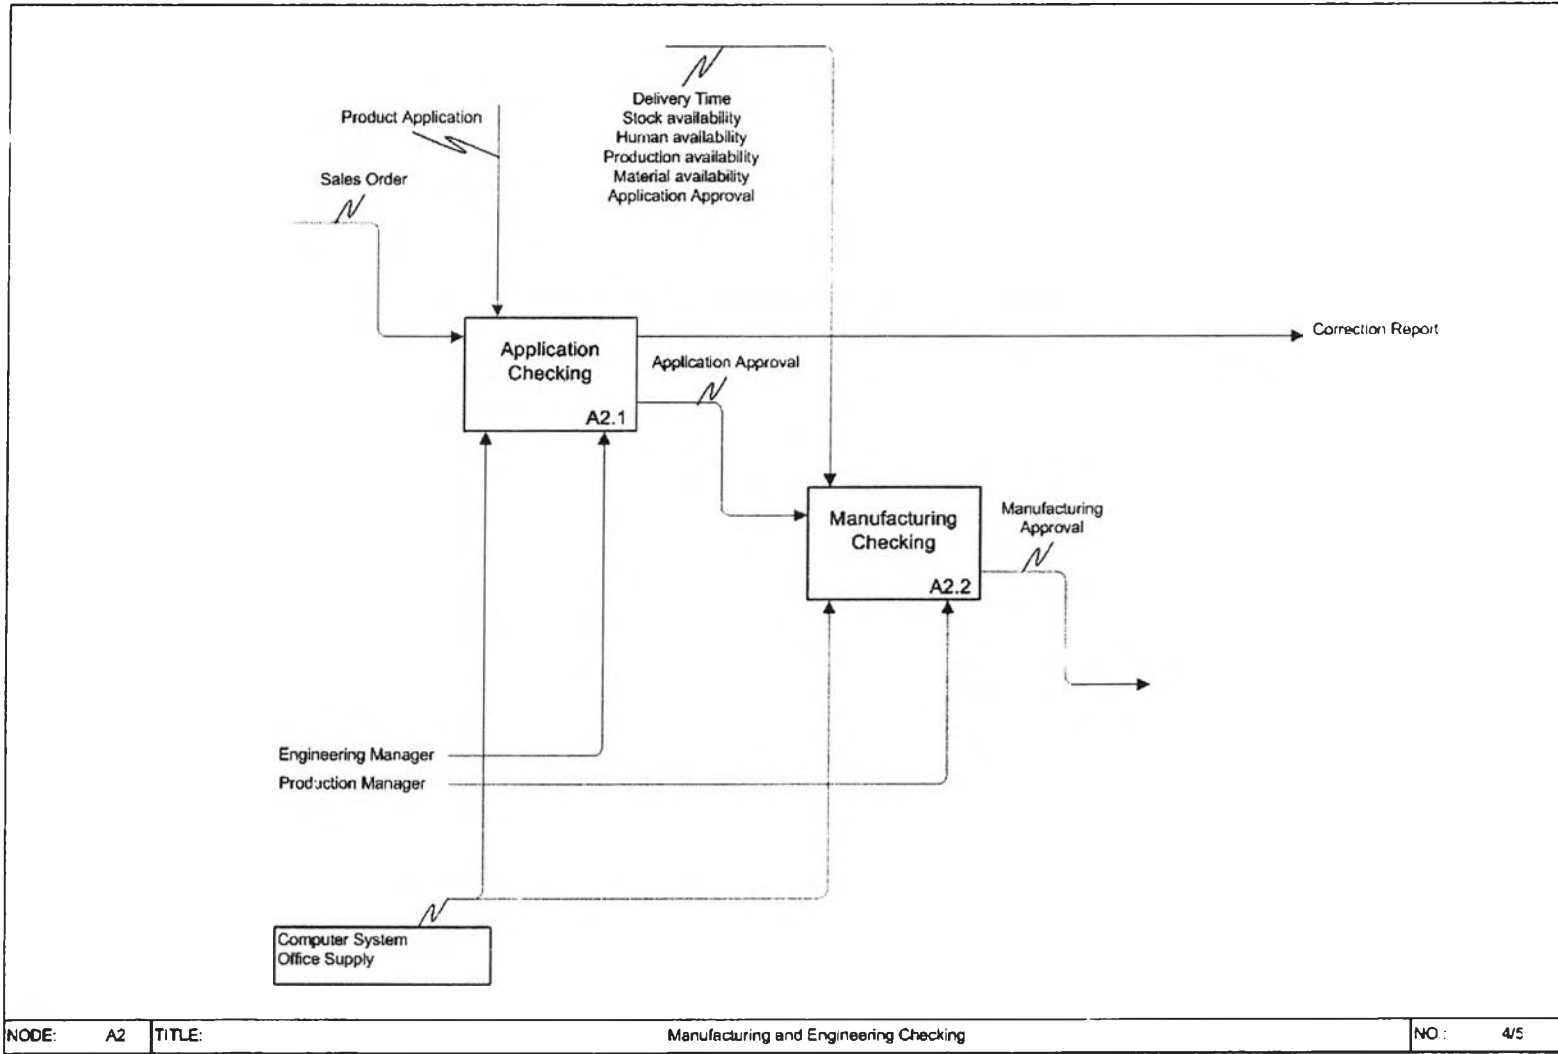 Delivery Time
Stock availability
Human availability
Production availability
Material availability
Application Approval
Product Application
Sales Order
Correction Report
Application
Checking
A2.1
Application Approval
Manufacturing
Checking
A2.2
Manufacturing
Approval
Engineering Manager
Production Manager
Computer System
Office Supply
NODE: A2 TITLE: Manufacturing and Engineering Checking NO.: 4/5